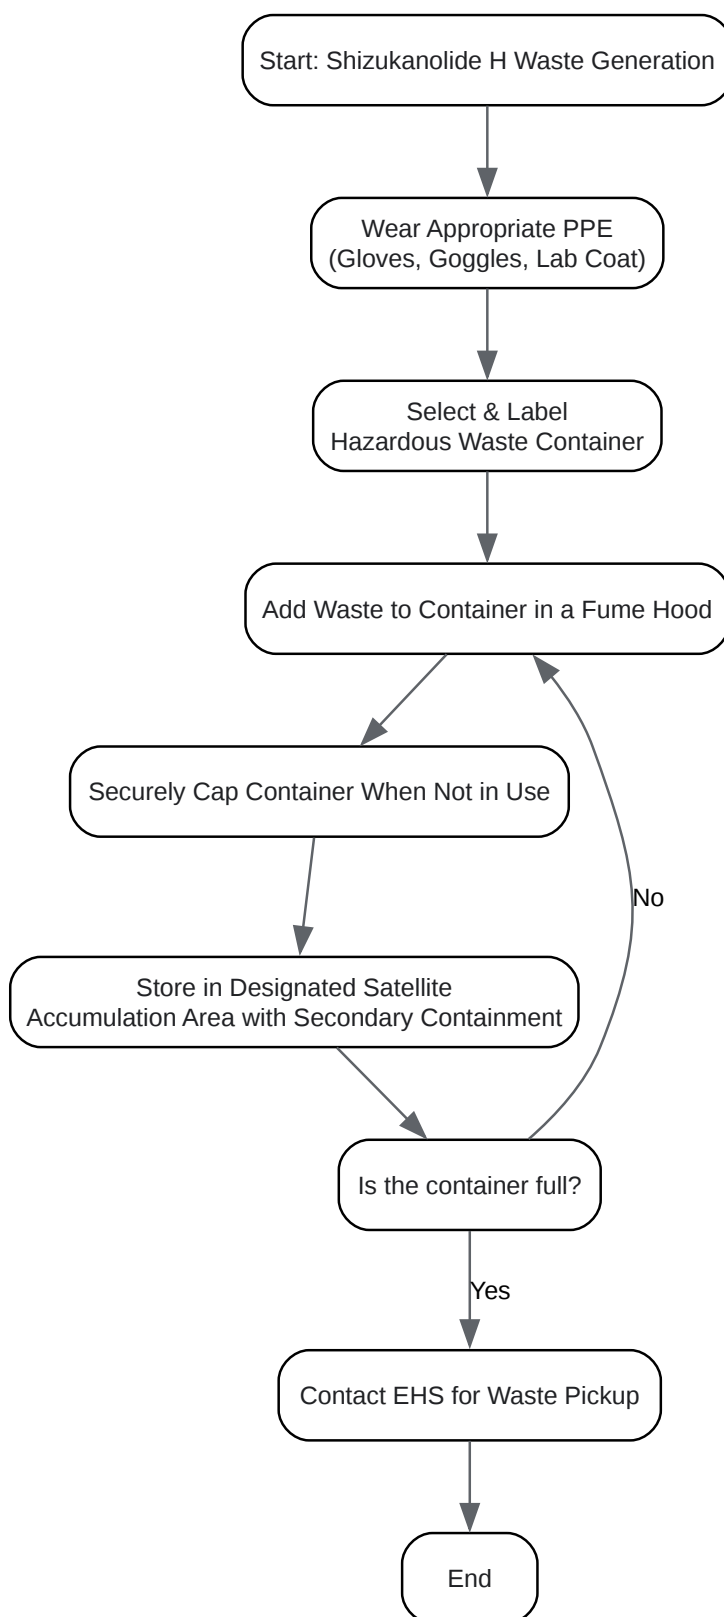 Start: Shizukanolide H Waste Generation
Wear Appropriate PPE
(Gloves, Goggles, Lab Coat)
Select & Label
Hazardous Waste Container
Add Waste to Container in a Fume Hood
Securely Cap Container When Not in Use
No
Store in Designated Satellite
Accumulation Area with Secondary Containment
Is the container full?
Yes
Contact EHS for Waste Pickup
End